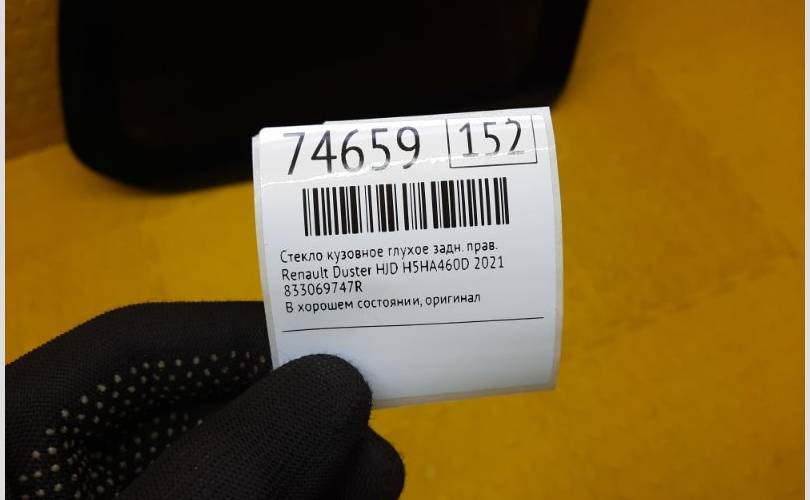 74659 152
Стекло кузовное глухое задн. прав.
Renault Duster HJD H5HA460D 2021
833069747R
В хорошем состоянии, оригинал